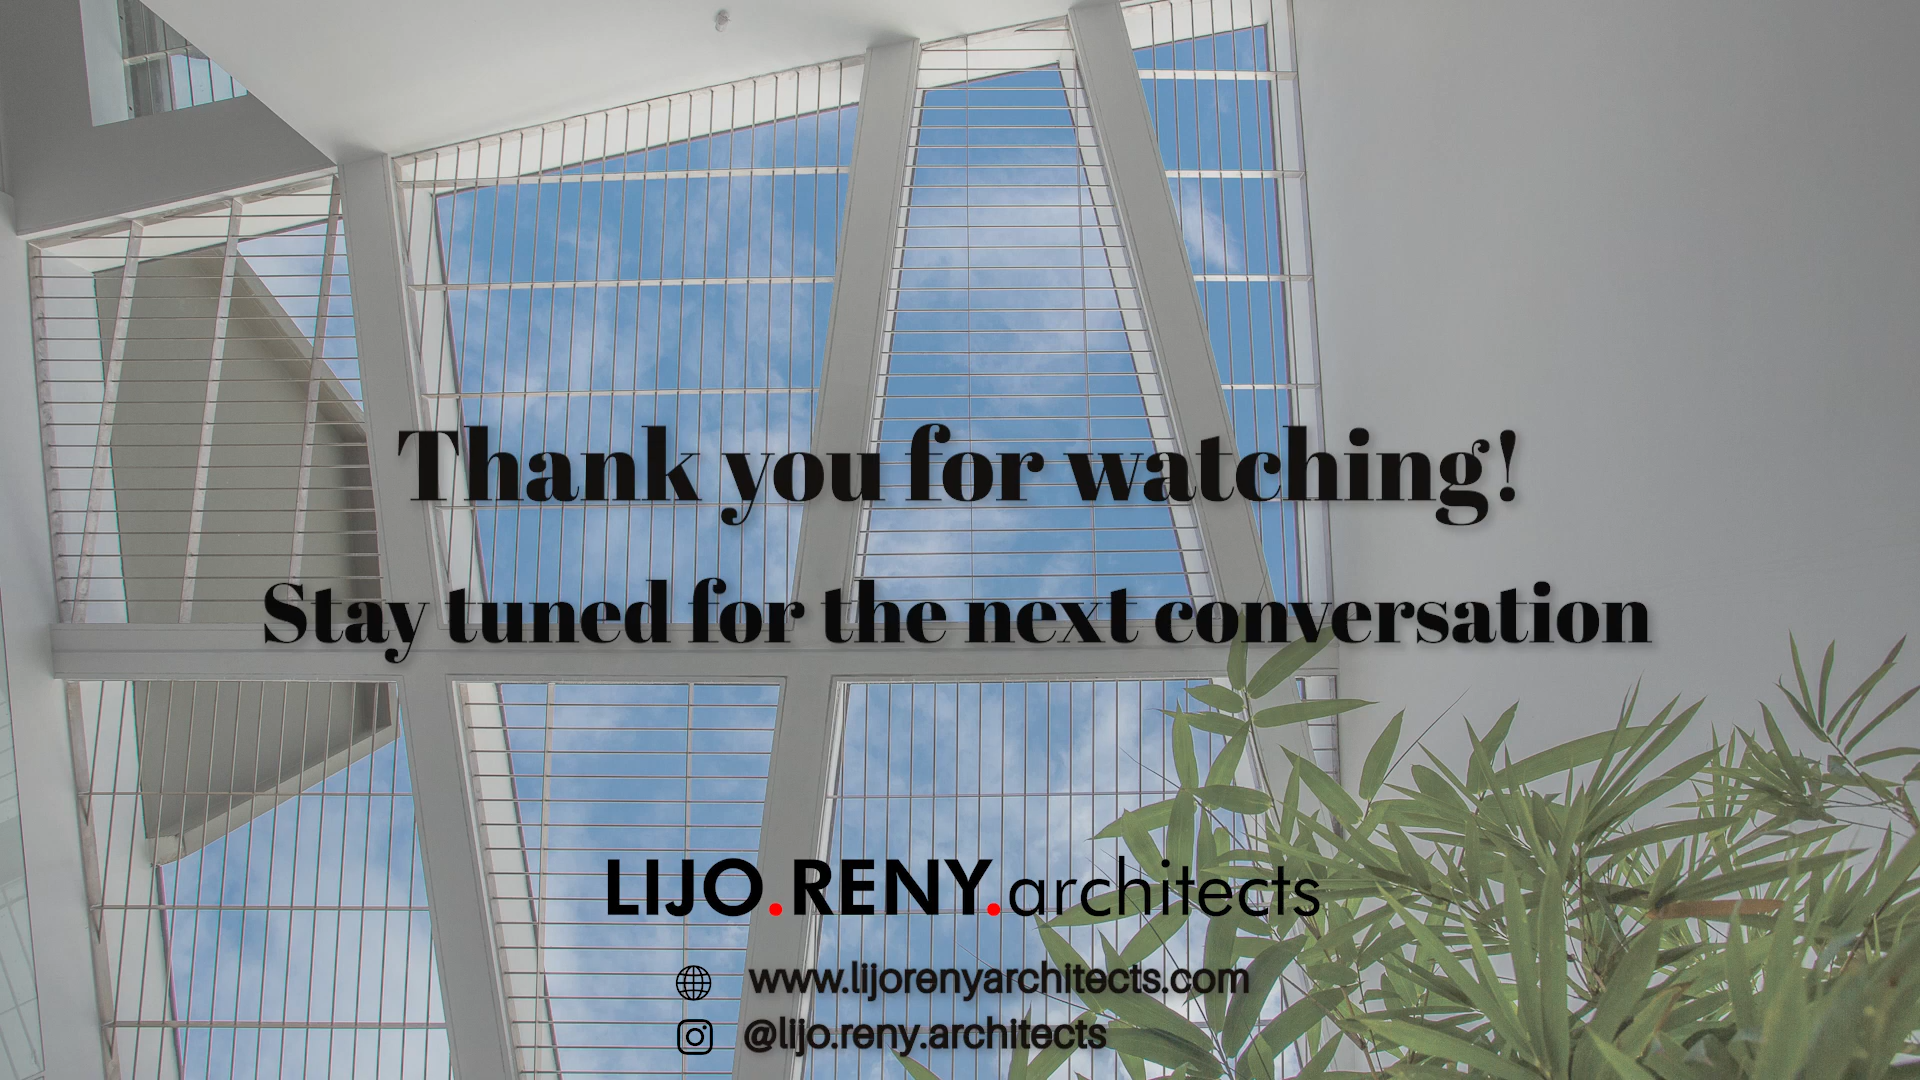 Thank you for watching!
Stay tuned for the next conversation
LIJO.RENY.architects
www.lijorenyarchitects.com
@lijo.reny.architects